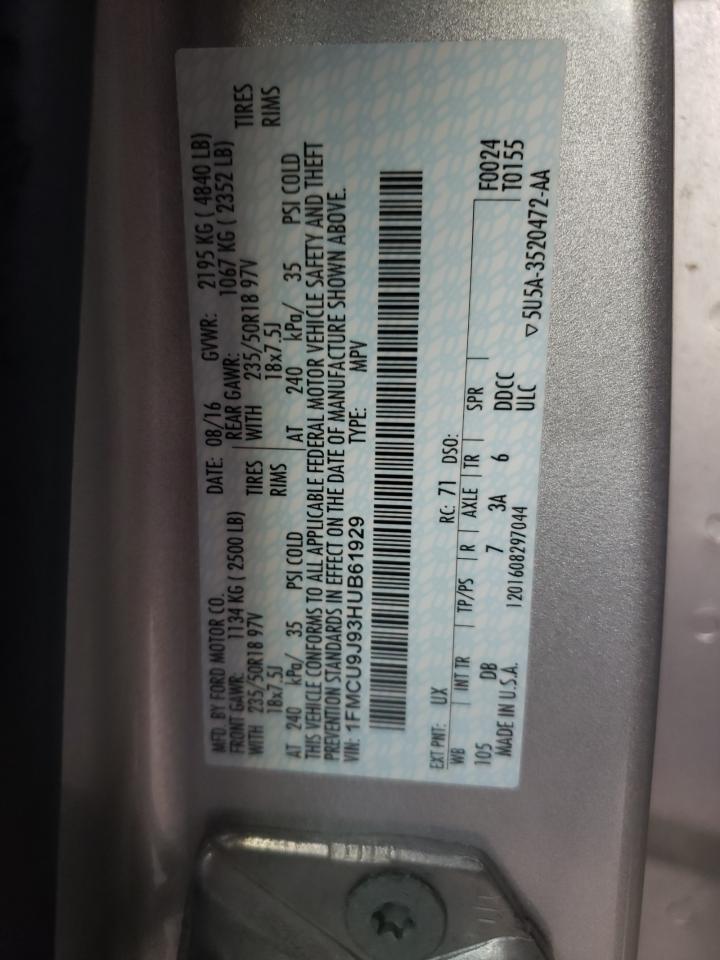 MFD. BY FORD MOTOR CO.
DATE: 08/16 GVWR: 2195 KG ( 4840 LB)
FRONT GAWR: 1134 KG ( 2500 LB)
REAR GAWR: 1067 KG ( 2352 LB)
WITH 235/50R18 97V TIRES
WITH 235/50R18 97V TIRES
18x7.5J RIMS
18x7.5J RIMS
AT 240 kPa/ 35 PSI COLD
AT 240 kPa/ 35 PSI COLD
THIS VEHICLE CONFORMS TO ALL APPLICABLE FEDERAL MOTOR VEHICLE SAFETY AND THEFT
PREVENTION STANDARDS IN EFFECT ON THE DATE OF MANUFACTURE SHOWN ABOVE.
VIN: 1FMCU9J93HUB61929 TYPE: MPV
EXT PNT: UX RC: 71 DSO:
WB INT TR TP/PS R AXLE TR SPR F0024
105 DB 7 3A 6 DDCC T0155
MADE IN U.S.A. 1201608297044 ULC
▽5U5A-3520472-AA